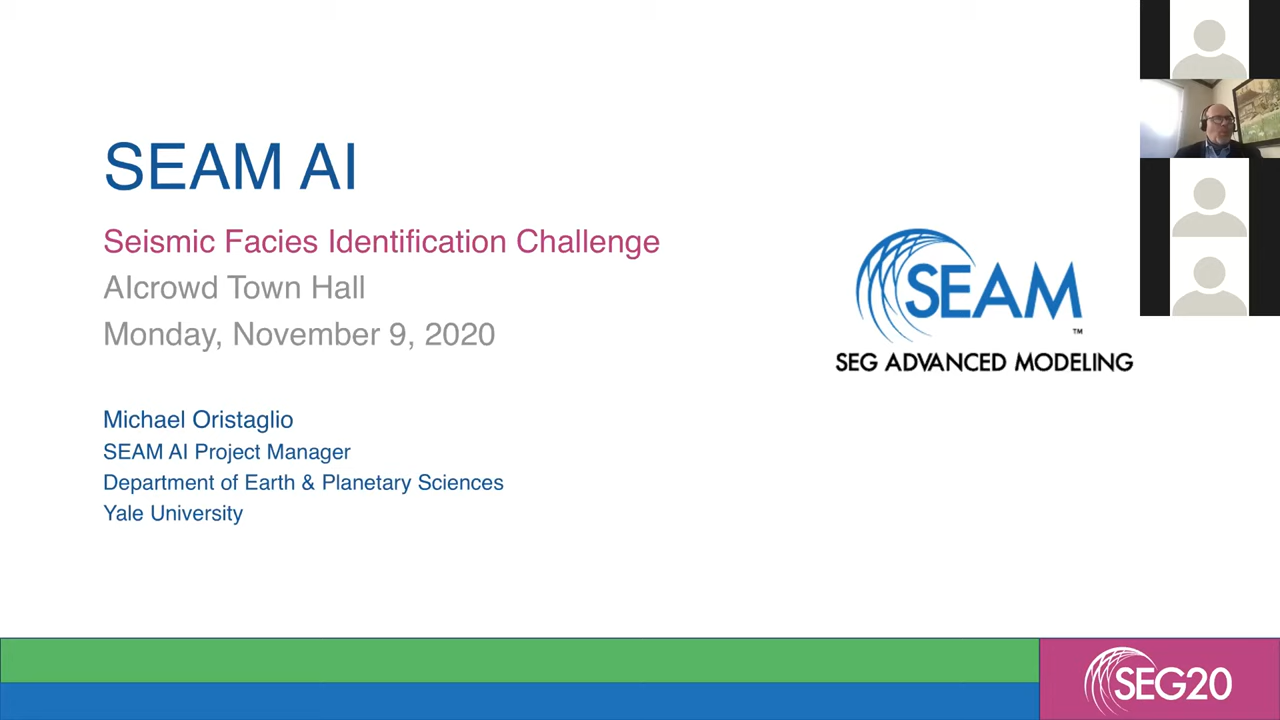 SEAM AI
Seismic Facies Identification Challenge
AIcrowd Town Hall
Monday, November 9, 2020
Michael Oristaglio
SEAM AI Project Manager
Department of Earth & Planetary Sciences
Yale University
SEAM
TM
SEG ADVANCED MODELING
SEG20